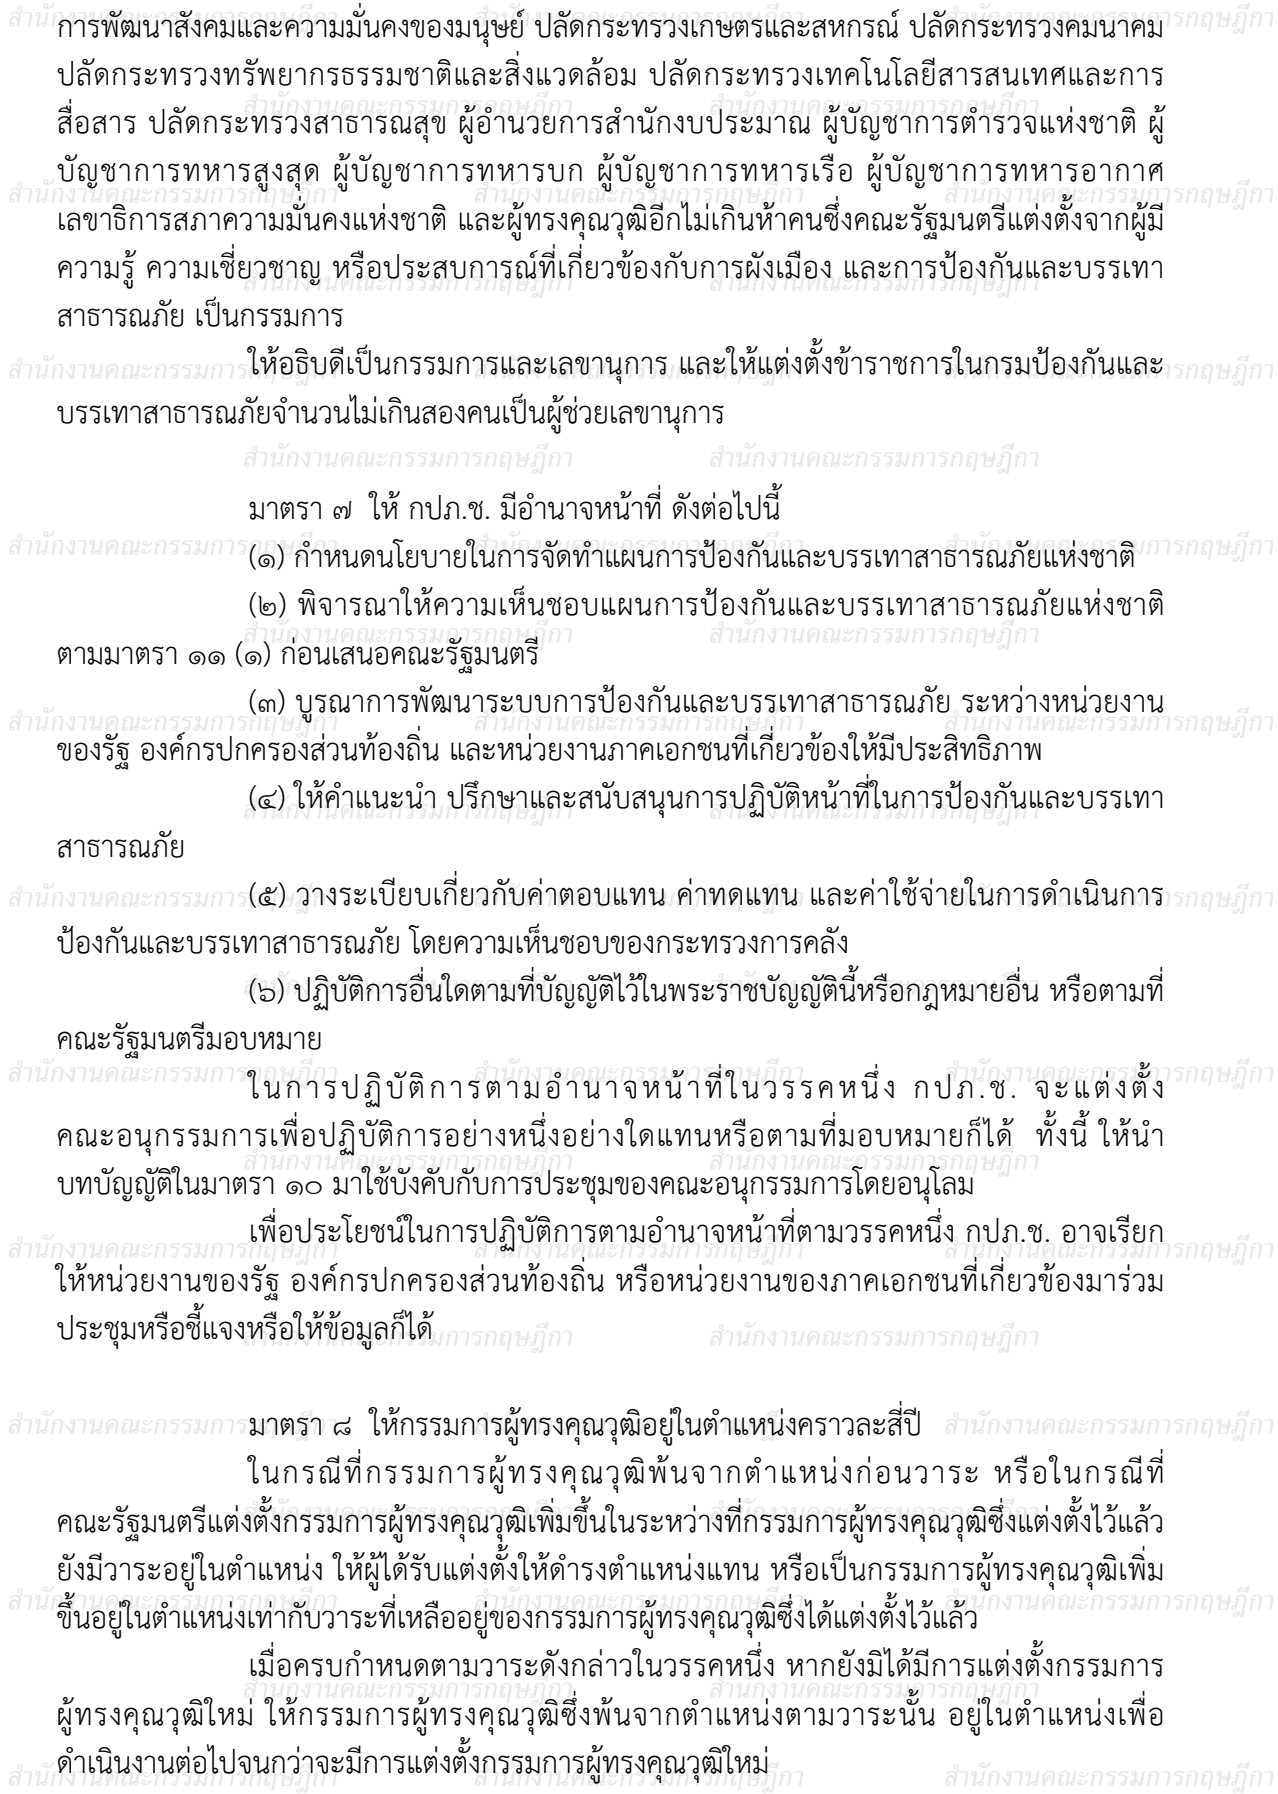 การพัฒนาสังคมและความมั่นคงของมนุษย์ ปลัดกระทรวงเกษตรและสหกรณ์ ปลัดกระทรวงคมนาคม
ปลัดกระทรวงทรัพยากรธรรมชาติและสิ่งแวดล้อม ปลัดกระทรวงเทคโนโลยีสารสนเทศและการ
สื่อสาร ปลัดกระทรวงสาธารณสุข ผู้อำนวยการสำนักงบประมาณ ผู้บัญชาการตำรวจแห่งชาติ ผู้
บัญชาการทหารสูงสุด ผู้บัญชาการทหารบก ผู้บัญชาการทหารเรือ ผู้บัญชาการทหารอากาศ
เลขาธิการสภาความมั่นคงแห่งชาติ และผู้ทรงคุณวุฒิอีกไม่เกินห้าคนซึ่งคณะรัฐมนตรีแต่งตั้งจากผู้มี
ความรู้ ความเชี่ยวชาญ หรือประสบการณ์ที่เกี่ยวข้องกับการผังเมือง และการป้องกันและบรรเทา
สาธารณภัย เป็นกรรมการ
ให้อธิบดีเป็นกรรมการและเลขานุการ และให้แต่งตั้งข้าราชการในกรมป้องกันและ
บรรเทาสาธารณภัยจำนวนไม่เกินสองคนเป็นผู้ช่วยเลขานุการ
มาตรา ๗ ให้ กปภ.ช. มีอำนาจหน้าที่ ดังต่อไปนี้
(๑) กำหนดนโยบายในการจัดทำแผนการป้องกันและบรรเทาสาธารณภัยแห่งชาติ
(๒) พิจารณาให้ความเห็นชอบแผนการป้องกันและบรรเทาสาธารณภัยแห่งชาติ
ตามมาตรา ๑๑ (๑) ก่อนเสนอคณะรัฐมนตรี
(๓) บูรณาการพัฒนาระบบการป้องกันและบรรเทาสาธารณภัย ระหว่างหน่วยงาน
ของรัฐ องค์กรปกครองส่วนท้องถิ่น และหน่วยงานภาคเอกชนที่เกี่ยวข้องให้มีประสิทธิภาพ
(๔) ให้คำแนะนำ ปรึกษาและสนับสนุนการปฏิบัติหน้าที่ในการป้องกันและบรรเทา
สาธารณภัย
(๕) วางระเบียบเกี่ยวกับค่าตอบแทน ค่าทดแทน และค่าใช้จ่ายในการดำเนินการ
ป้องกันและบรรเทาสาธารณภัย โดยความเห็นชอบของกระทรวงการคลัง
(๖) ปฏิบัติการอื่นใดตามที่บัญญัติไว้ในพระราชบัญญัตินี้หรือกฎหมายอื่น หรือตามที่
คณะรัฐมนตรีมอบหมาย
ในการปฏิบัติการตามอำนาจหน้าที่ในวรรคหนึ่ง กปภ.ช. จะแต่งตั้ง
คณะอนุกรรมการเพื่อปฏิบัติการอย่างหนึ่งอย่างใดแทนหรือตามที่มอบหมายก็ได้ ทั้งนี้ ให้นำ
บทบัญญัติในมาตรา ๑๐ มาใช้บังคับกับการประชุมของคณะอนุกรรมการโดยอนุโลม
เพื่อประโยชน์ในการปฏิบัติการตามอำนาจหน้าที่ตามวรรคหนึ่ง กปภ.ช. อาจเรียก
ให้หน่วยงานของรัฐ องค์กรปกครองส่วนท้องถิ่น หรือหน่วยงานของภาคเอกชนที่เกี่ยวข้องมาร่วม
ประชุมหรือชี้แจงหรือให้ข้อมูลก็ได้
มาตรา ๘ ให้กรรมการผู้ทรงคุณวุฒิอยู่ในตำแหน่งคราวละสี่ปี
ในกรณีที่กรรมการผู้ทรงคุณวุฒิพ้นจากตำแหน่งก่อนวาระ หรือในกรณีที่
คณะรัฐมนตรีแต่งตั้งกรรมการผู้ทรงคุณวุฒิเพิ่มขึ้นในระหว่างที่กรรมการผู้ทรงคุณวุฒิซึ่งแต่งตั้งไว้แล้ว
ยังมีวาระอยู่ในตำแหน่ง ให้ผู้ได้รับแต่งตั้งให้ดำรงตำแหน่งแทน หรือเป็นกรรมการผู้ทรงคุณวุฒิเพิ่ม
ขึ้นอยู่ในตำแหน่งเท่ากับวาระที่เหลืออยู่ของกรรมการผู้ทรงคุณวุฒิซึ่งได้แต่งตั้งไว้แล้ว
เมื่อครบกำหนดตามวาระดังกล่าวในวรรคหนึ่ง หากยังมิได้มีการแต่งตั้งกรรมการ
ผู้ทรงคุณวุฒิใหม่ ให้กรรมการผู้ทรงคุณวุฒิซึ่งพ้นจากตำแหน่งตามวาระนั้น อยู่ในตำแหน่งเพื่อ
ดำเนินงานต่อไปจนกว่าจะมีการแต่งตั้งกรรมการผู้ทรงคุณวุฒิใหม่